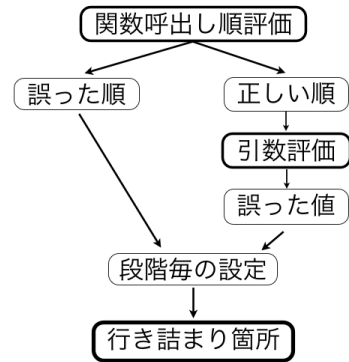 関数呼出し順評価
誤った順
正しい順
引数評価
誤った値
段階毎の設定
行き詰まり箇所